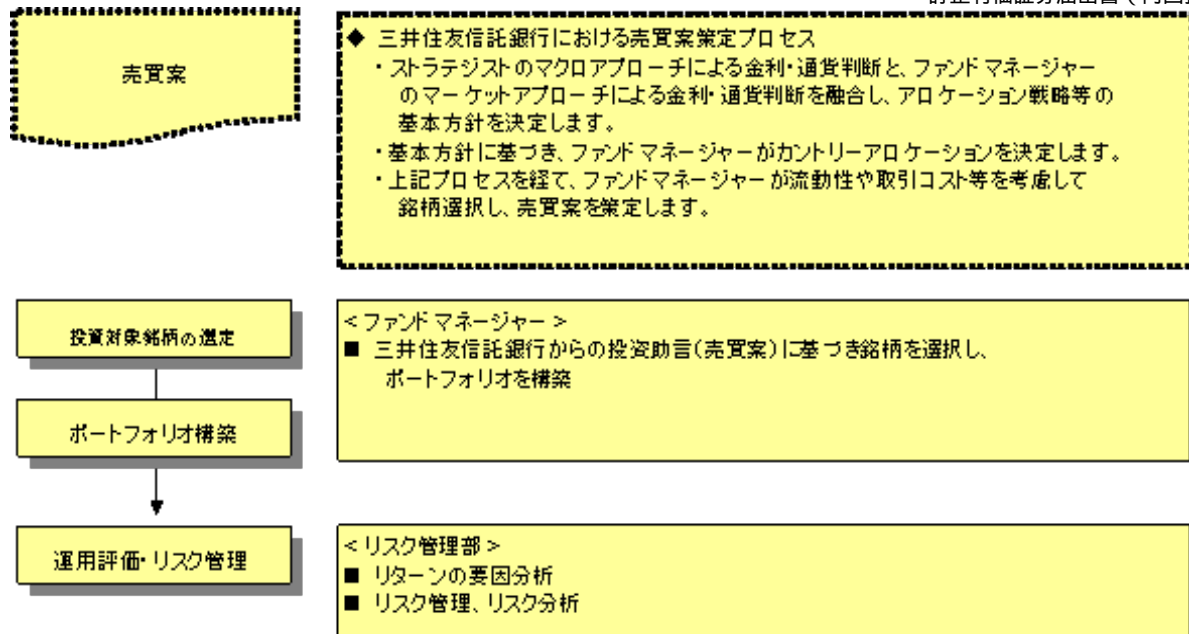 売買案
◆ 三井住友信託銀行における売買案策定プロセス
・ストラテジストのマクロアプローチによる金利・通貨判断と、ファンドマネージャー
のマーケットアプローチによる金利・通貨判断を融合し、アロケーション戦略等の
基本方針を決定します。
・基本方針に基づき、ファンドマネージャーがカントリーアロケーションを決定します。
・上記プロセスを経て、ファンドマネージャーが流動性や取引コスト等を考慮して
銘柄選択し、売買案を策定します。
投資対象銘柄の選定
<ファンドマネージャー>
■ 三井住友信託銀行からの投資助言(売買案)に基づき銘柄を選択し、
ポートフォリオを構築
ポートフォリオ構築
運用評価・リスク管理
<リスク管理部>
■ リターンの要因分析
■ リスク管理、リスク分析